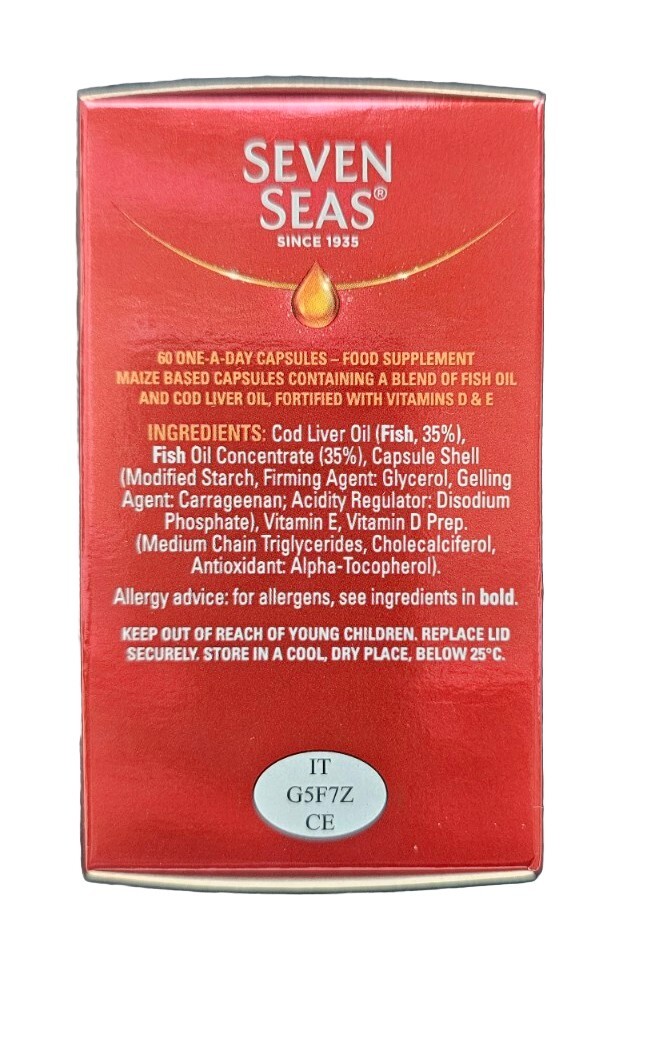 SEVEN
SEAS®
SINCE 1935
60 ONE-A-DAY CAPSULES – FOOD SUPPLEMENT
MAIZE BASED CAPSULES CONTAINING A BLEND OF FISH OIL
AND COD LIVER OIL, FORTIFIED WITH VITAMINS D & E
INGREDIENTS: Cod Liver Oil (Fish, 35%),
Fish Oil Concentrate (35%), Capsule Shell
(Modified Starch, Firming Agent: Glycerol, Gelling
Agent: Carrageenan; Acidity Regulator: Disodium
Phosphate), Vitamin E, Vitamin D Prep.
(Medium Chain Triglycerides, Cholecalciferol,
Antioxidant: Alpha-Tocopherol).
Allergy advice: for allergens, see ingredients in bold.
KEEP OUT OF REACH OF YOUNG CHILDREN. REPLACE LID
SECURELY. STORE IN A COOL, DRY PLACE, BELOW 25°C.
IT
G5F7Z
CE